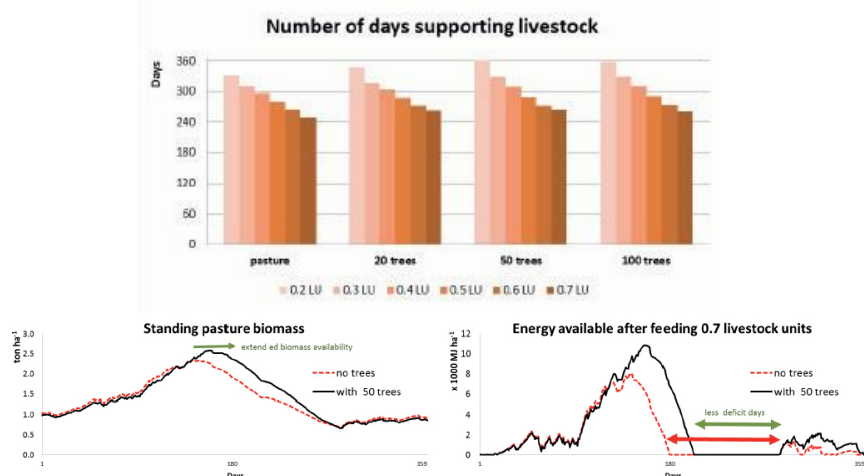 Number of days supporting livestock
Days
360
300
240
180
120
60
0
pasture 20 trees 50 trees 100 trees
0.2 LU 0.3 LU 0.4 LU 0.5 LU 0.6 LU 0.7 LU
Standing pasture biomass
ton ha-1
3.0
2.5
2.0
1.5
1.0
0.5
0.0
extend ed biomass availability
no trees
with 50 trees
1 180 359
Days
Energy available after feeding 0.7 livestock units
x 1000 MJ ha-1
12
10
8
6
4
2
0
no trees
with 50 trees
less deficit days
1 180 359
Days